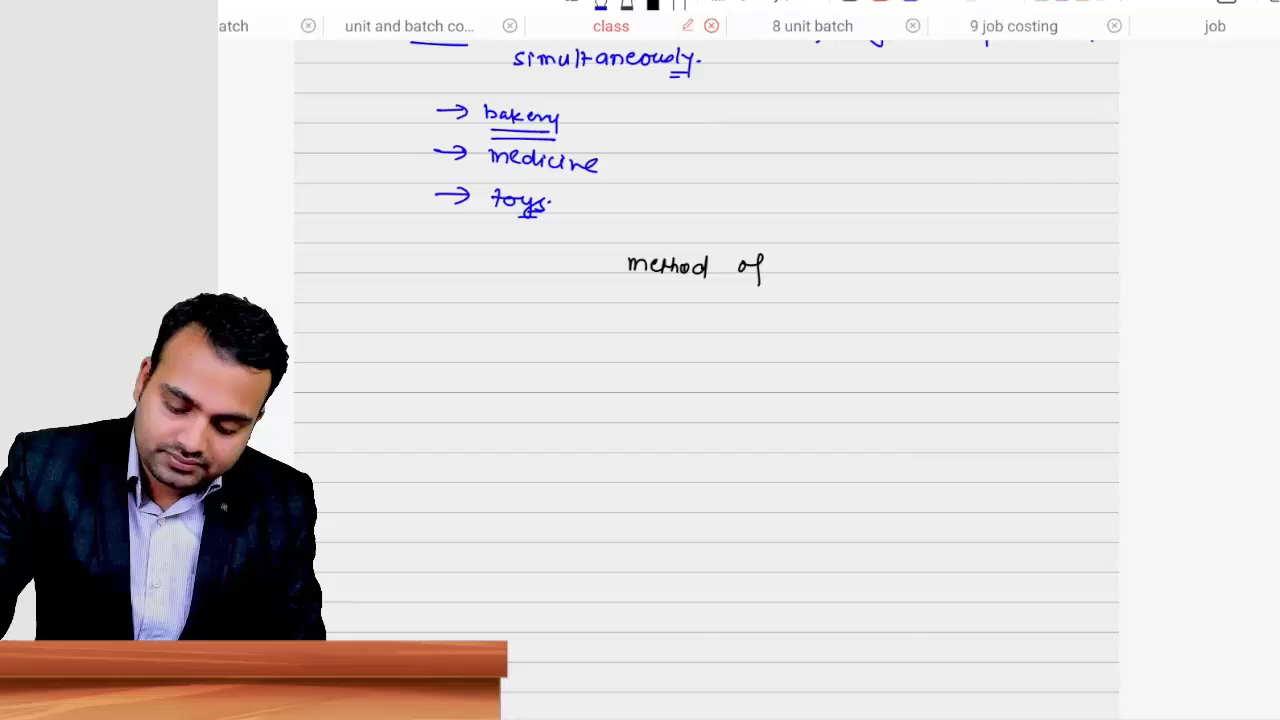 atch unit and batch co... class 8 unit batch 9 job costing job
simultaneously.
→ bakery
→ medicine
→ toys.
method of